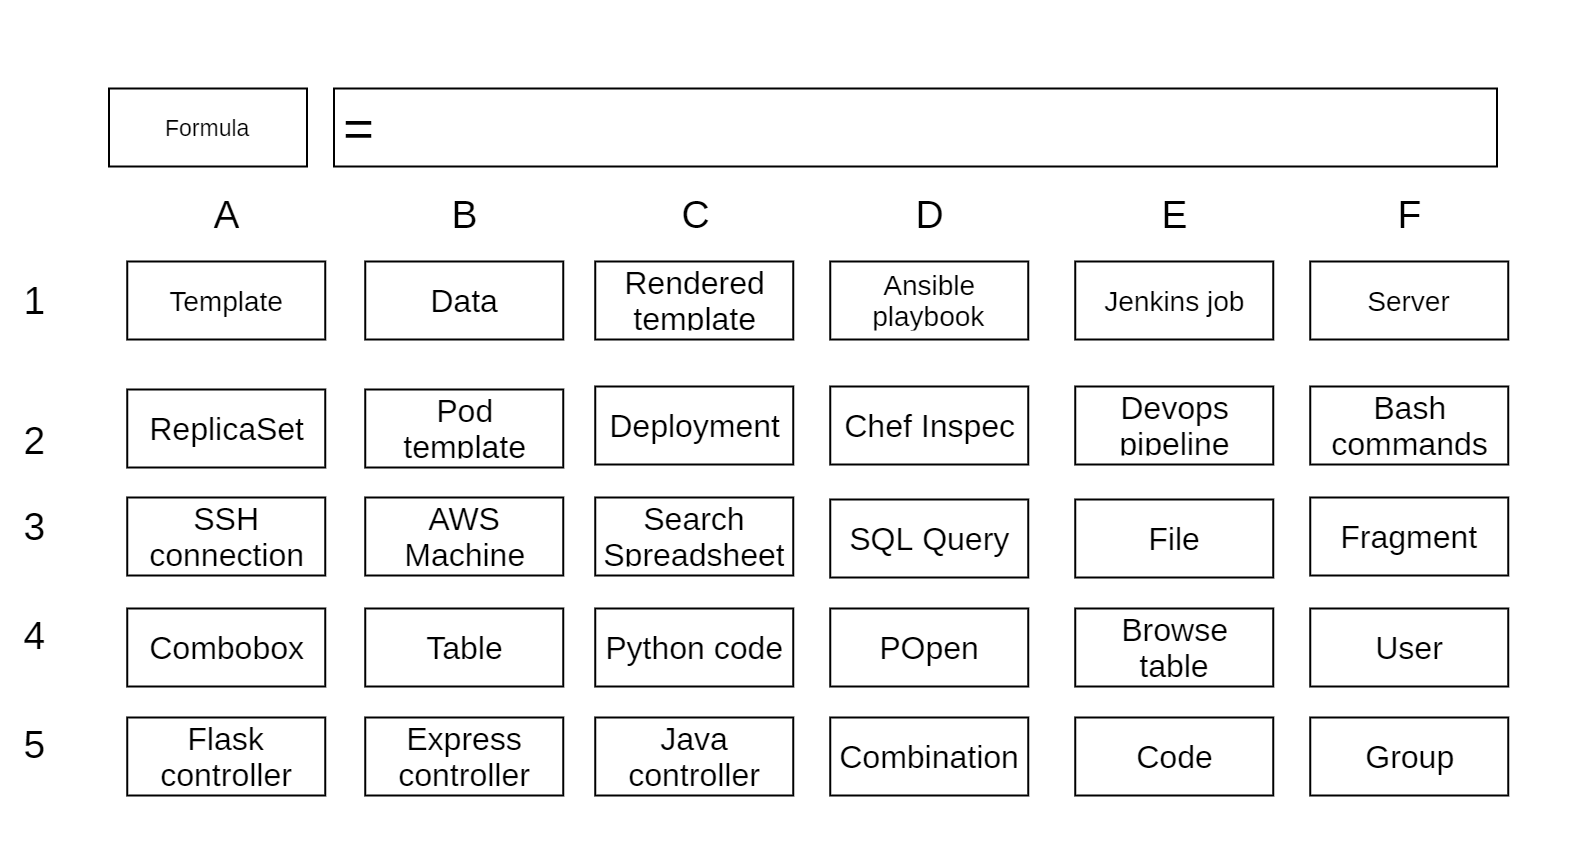 Formula
=
A B C D E F
1
Template
Data
Rendered
template
Ansible
playbook
Jenkins job
Server
2
ReplicaSet
Pod
template
Deployment
Chef Inspec
Devops
pipeline
Bash
commands
3
SSH
connection
AWS
Machine
Search
Spreadsheet
SQL Query
File
Fragment
4
Combobox
Table
Python code
POpen
Browse
table
User
5
Flask
controller
Express
controller
Java
controller
Combination
Code
Group